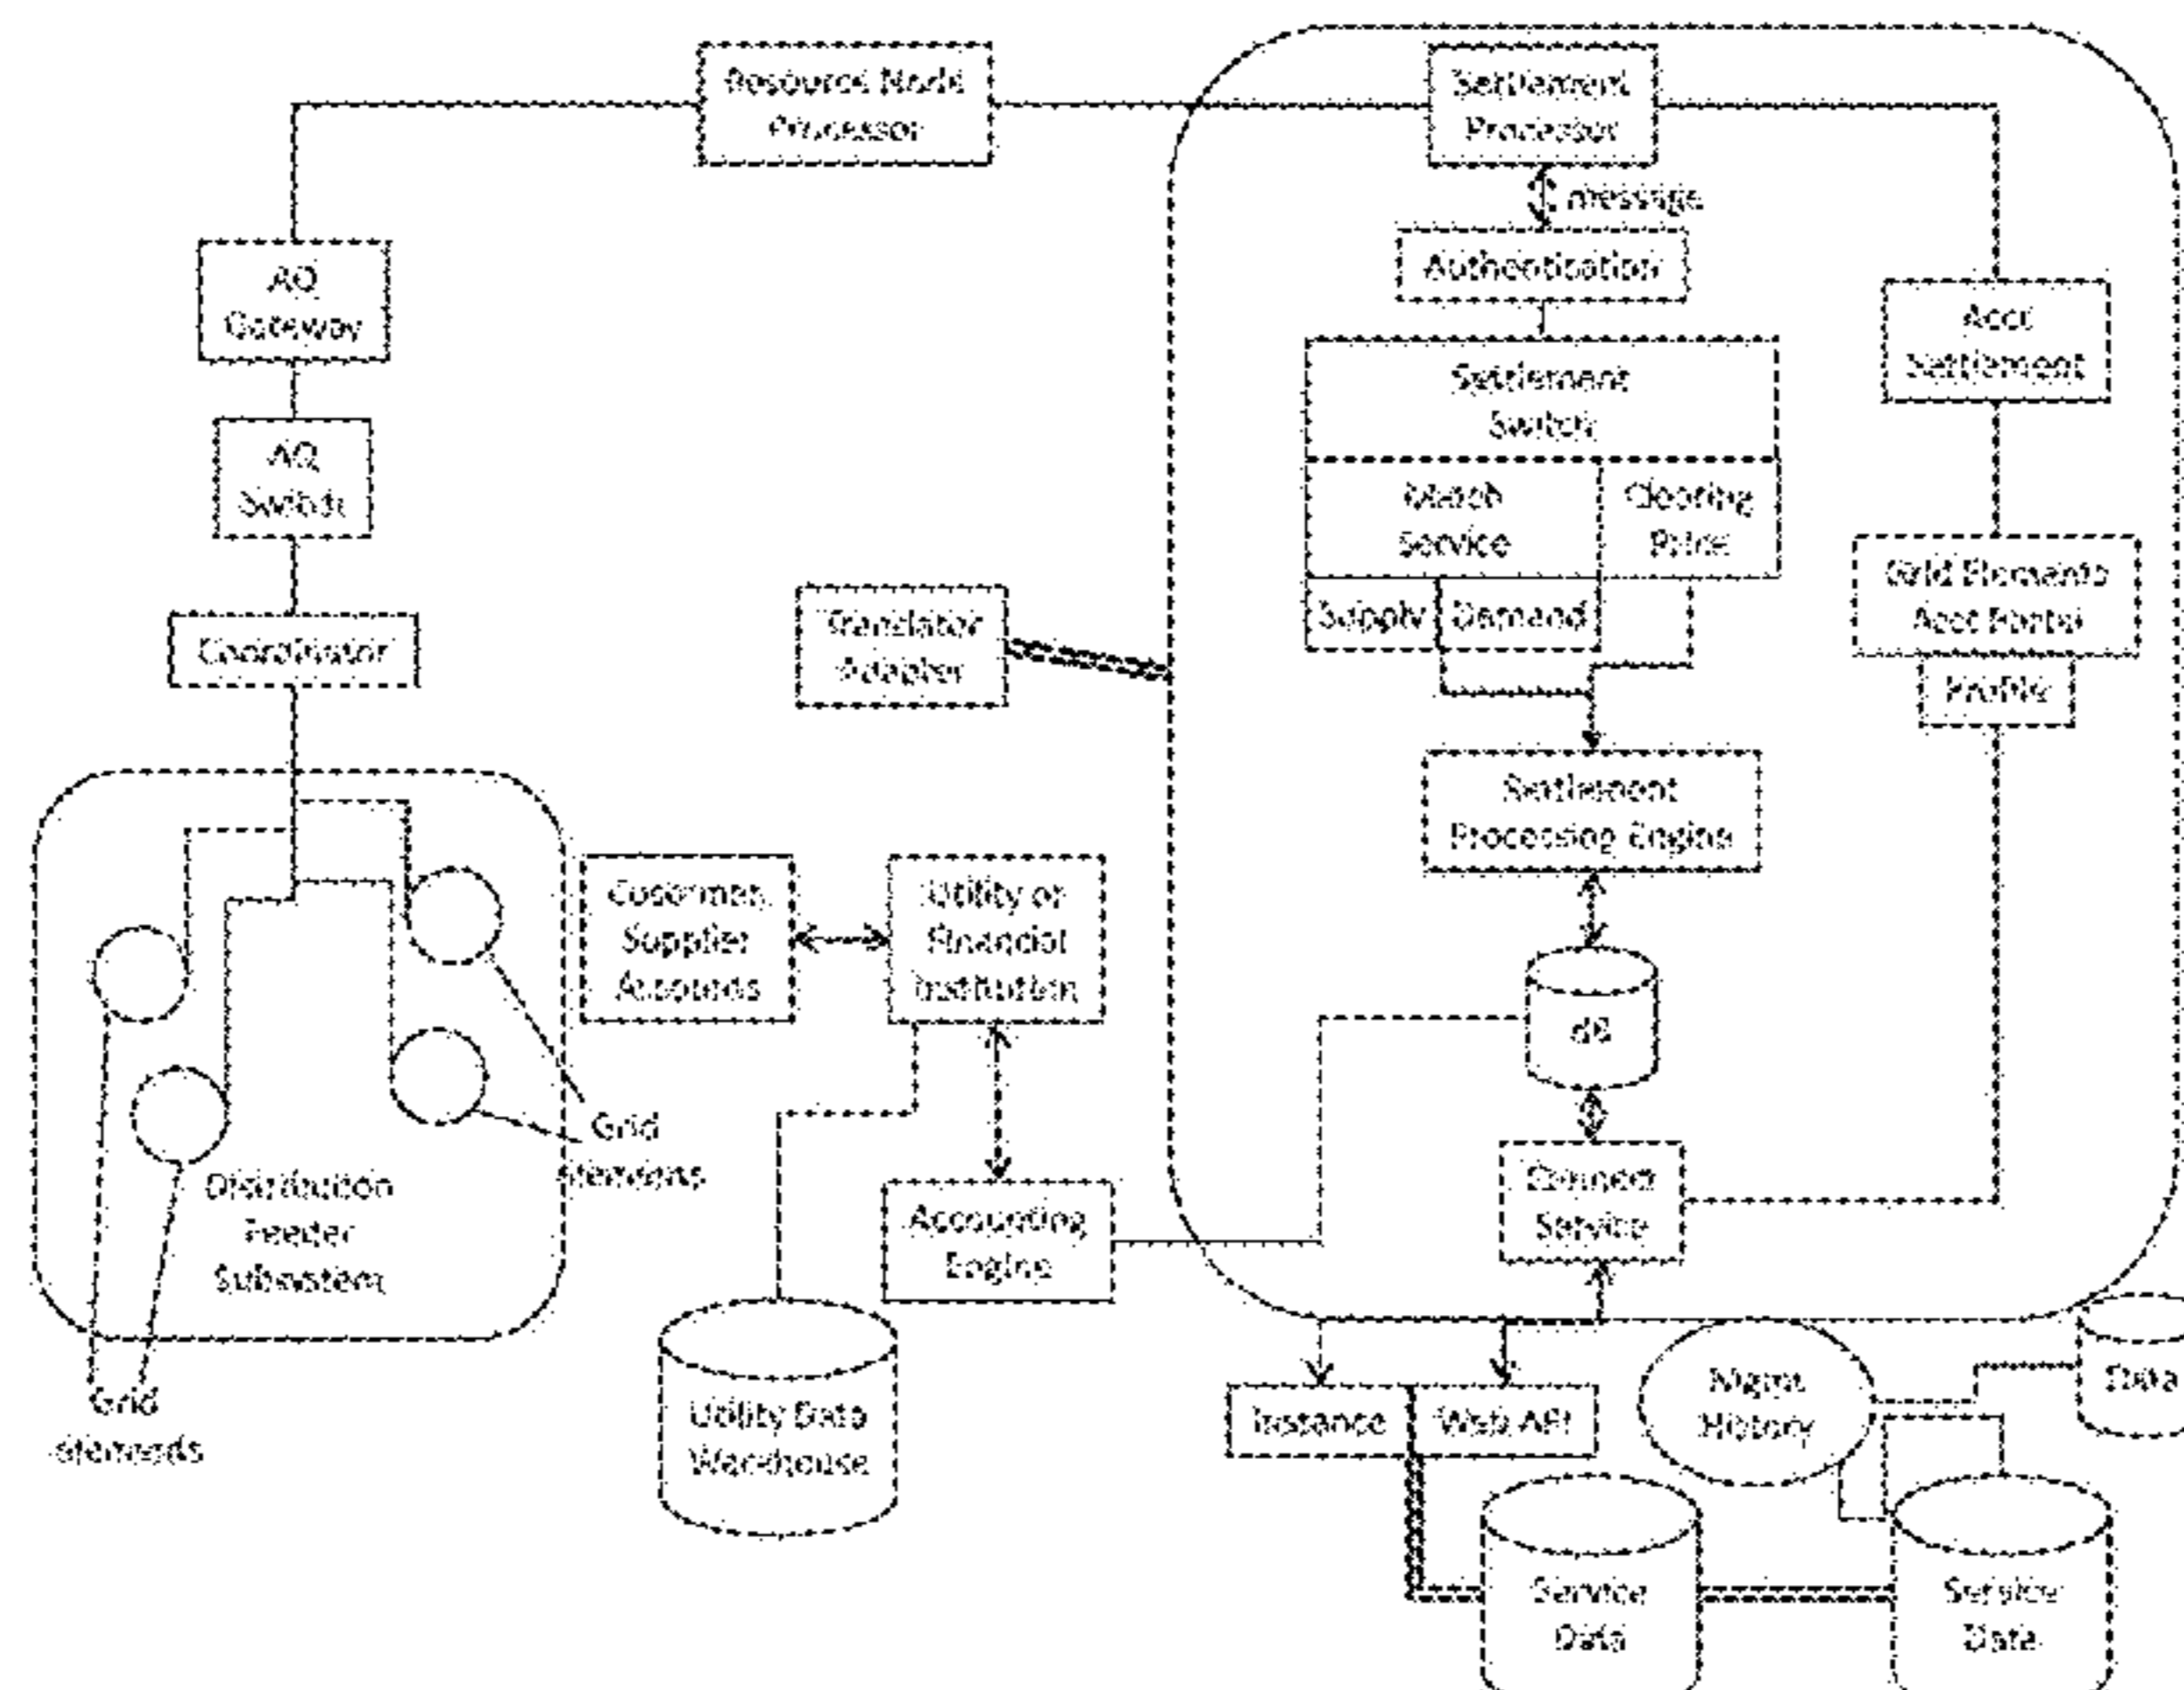 Resource Node
Processor
Settlement
Processor
message
Authentication
AQ
Gateway
Acct
Settlement
Settlement
Switch
AQ
Switch
Match
Service
Clearing
Price
Grid Elements
Acct Portal
Supply
Demand
Translator
Adapter
Coordinator
Profile
Settlement
Processing Engine
Customer,
Supplier
Accounts
Utility or
Financial
Institution
dB
Grid
elements
Distribution
Feeder
Subsystem
Accounting
Engine
Connect
Service
Grid
elements
Utility Data
Warehouse
Instance
Web API
Mgmt
History
Data
Service
Data
Service
Data